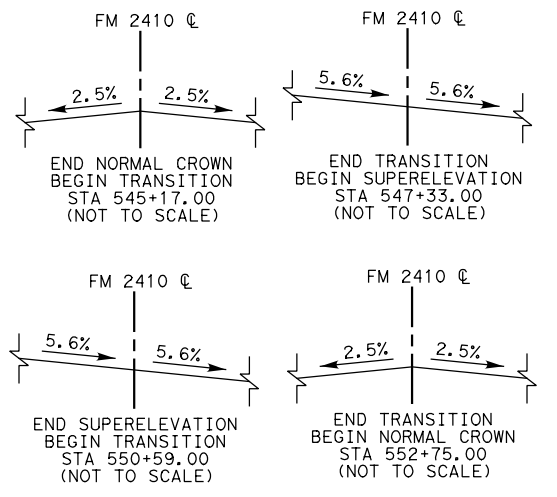 FM 2410 ℄
2.5% 2.5%
END NORMAL CROWN
BEGIN TRANSITION
STA 545+17.00
(NOT TO SCALE)
FM 2410 ℄
5.6% 5.6%
END TRANSITION
BEGIN SUPERELEVATION
STA 547+33.00
(NOT TO SCALE)
FM 2410 ℄
5.6% 5.6%
END SUPERELEVATION
BEGIN TRANSITION
STA 550+59.00
(NOT TO SCALE)
FM 2410 ℄
2.5% 2.5%
END TRANSITION
BEGIN NORMAL CROWN
STA 552+75.00
(NOT TO SCALE)